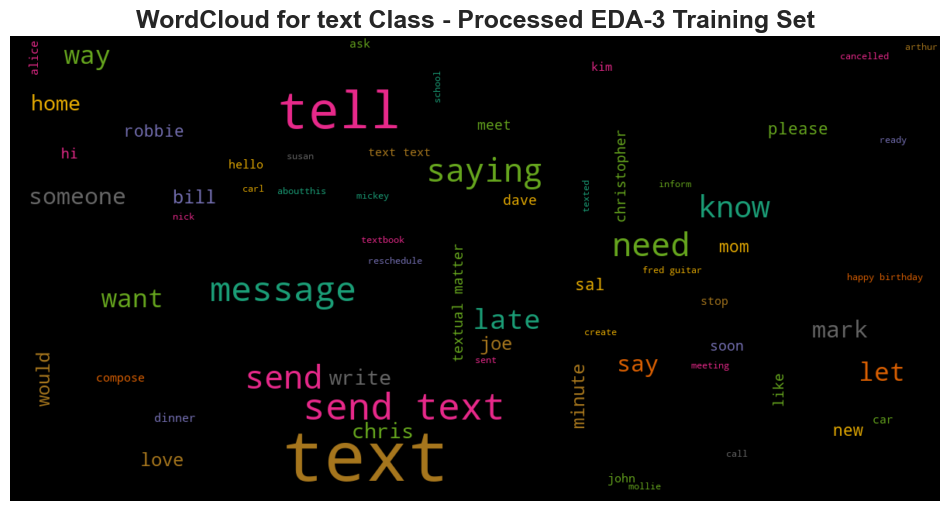 WordCloud for text Class - Processed EDA-3 Training Set
alice
way
ask
arthur
cancelled
kim
school
home
tell
robbie
meet
please
ready
hi
hello
susan
text text
saying
christopher
someone
bill
carl
aboutthis
mickey
dave
texted
inform
know
nick
textbook
reschedule
need
mom
fred guitar
happy birthday
want
message
textual matter
sal
stop
late
joe
create
soon
mark
sent
would
compose
send
write
minute
say
meeting
like
let
dinner
send text
chris
new
car
love
text
call
john
mollie